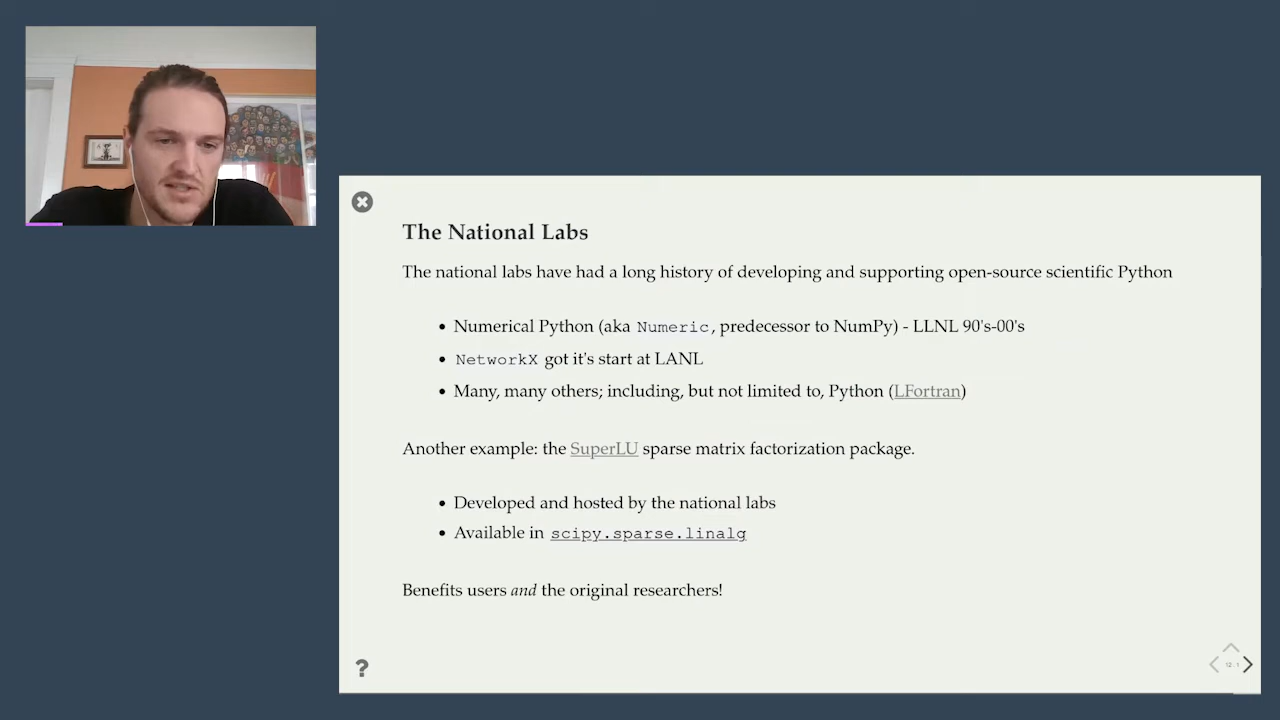 The National Labs
The national labs have had a long history of developing and supporting open-source scientific Python
• Numerical Python (aka Numeric, predecessor to NumPy) - LLNL 90's-00's
• NetworkX got it's start at LANL
• Many, many others; including, but not limited to, Python (LFortran)
Another example: the SuperLU sparse matrix factorization package.
• Developed and hosted by the national labs
• Available in scipy.sparse.linalg
Benefits users and the original researchers!
?
12.1